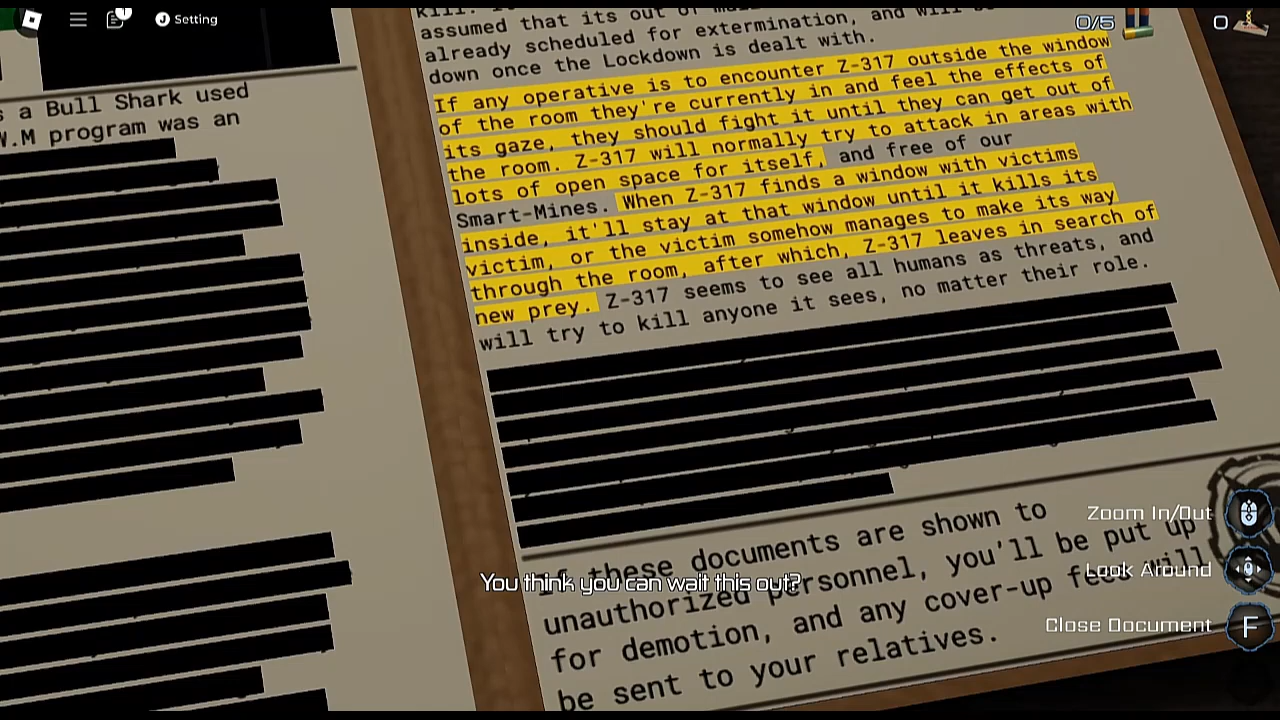 Setting
1
0/5
0
s a Bull Shark used
W.M program was an
assumed that its out of
already scheduled for extermination, and will
down once the Lockdown is dealt with.
If any operative is to encounter Z-317 outside the window
of the room they're currently in and feel the effects of
its gaze, they should fight it until they can get out of
the room. Z-317 will normally try to attack in areas with
lots of open space for itself, and free of our
Smart-Mines. When Z-317 finds a window with victims
inside, it'll stay at that window until it kills its
victim, or the victim somehow manages to make its way
through the room, after which, Z-317 leaves in search of
new prey. Z-317 seems to see all humans as threats, and
will try to kill anyone it sees, no matter their role.
these documents are shown to
unauthorized personnel, you'll be put up
for demotion, and any cover-up fees will
be sent to your relatives.
You think you can wait this out?
Zoom In/Out
Look Around
Close Document
F